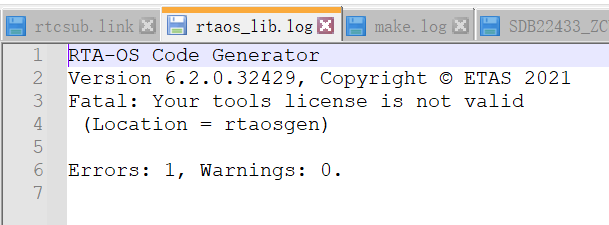 rtcsub.link
rtaos_lib.log
make.log
SDB22433_ZC
1
RTA-OS Code Generator
2
Version 6.2.0.32429, Copyright © ETAS 2021
3
Fatal: Your tools license is not valid
4
(Location = rtaosgen)
5
6
Errors: 1, Warnings: 0.
7